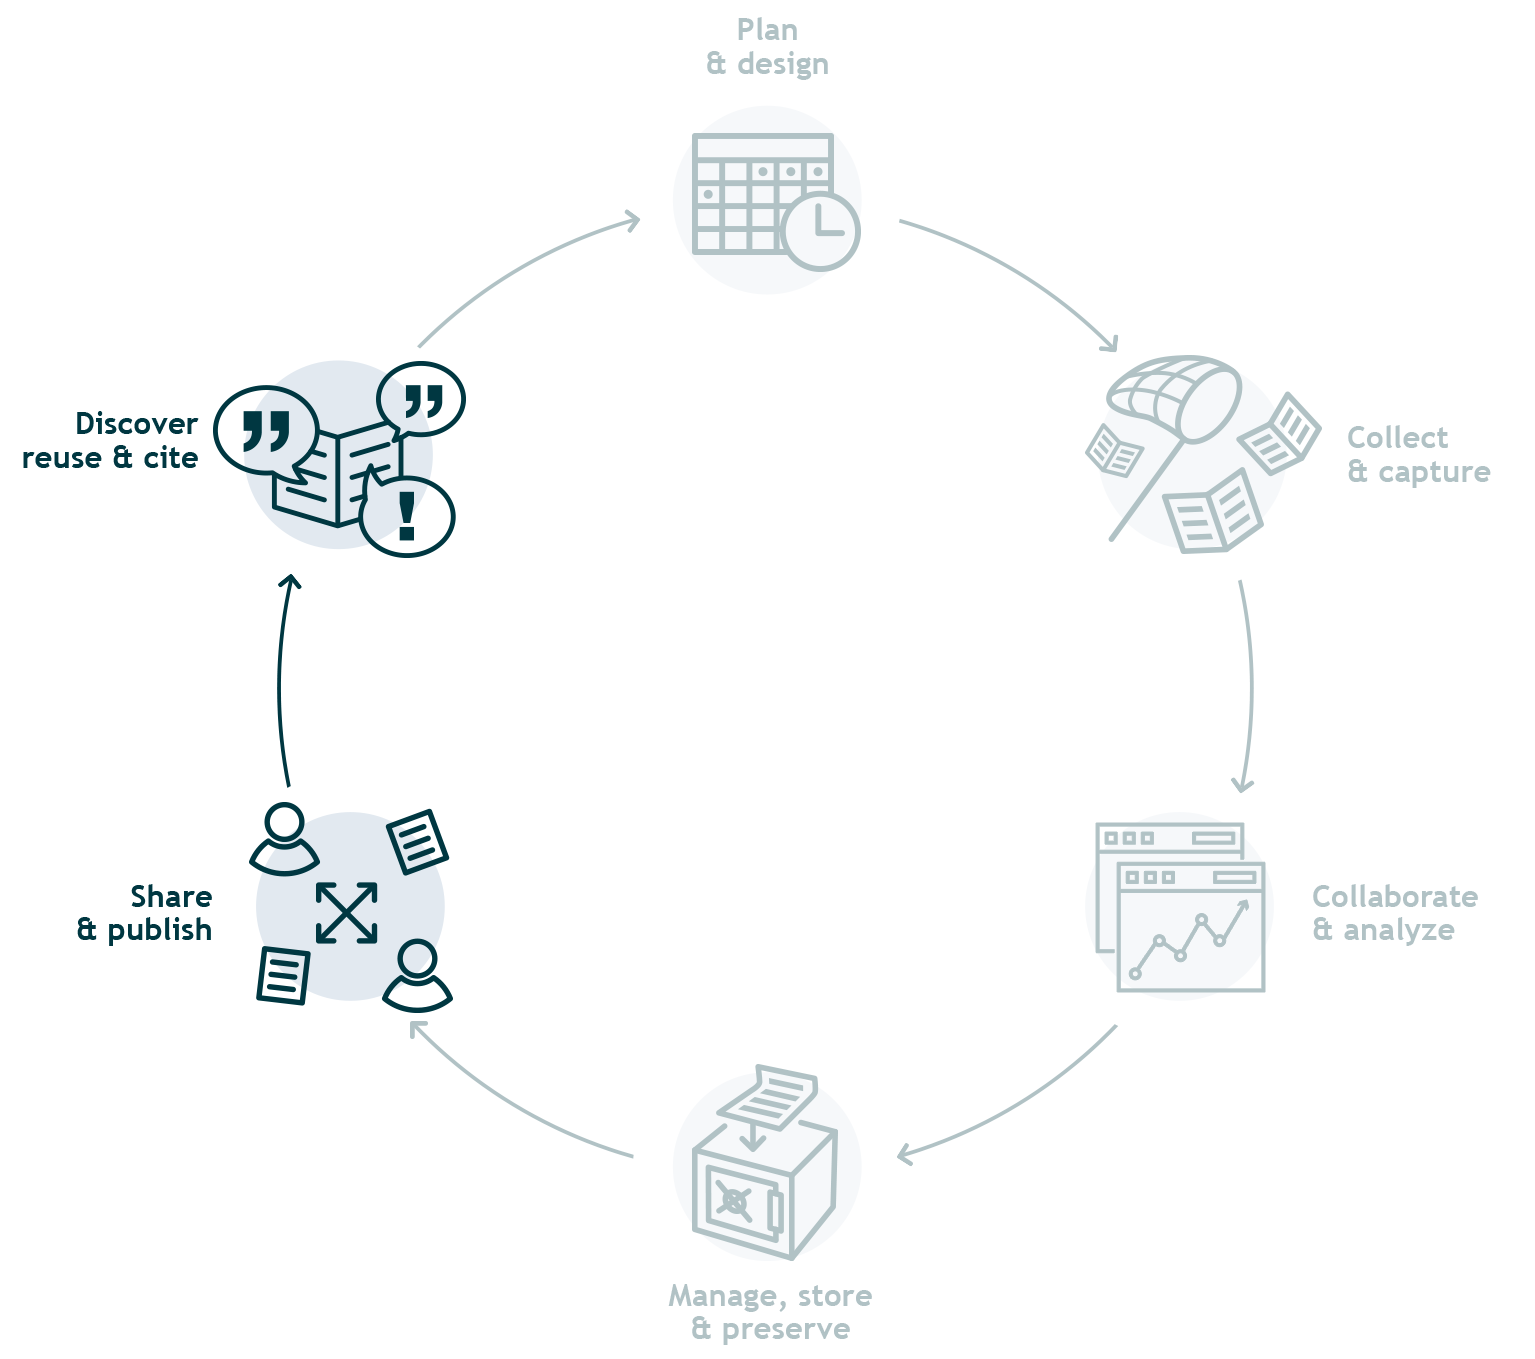 Plan
& design
Collect
& capture
Collaborate
& analyze
Manage, store
& preserve
Share
& publish
Discover
reuse & cite